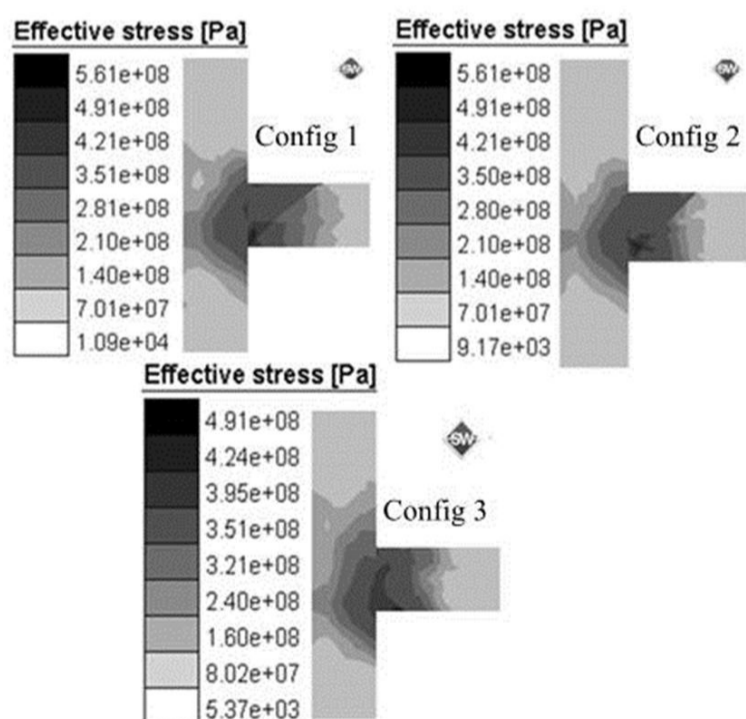 Effective stress [Pa]
5.61e+08
4.91e+08
4.21e+08
3.51e+08
2.81e+08
2.10e+08
1.40e+08
7.01e+07
1.09e+04
SW
Config 1
Effective stress [Pa]
5.61e+08
4.91e+08
4.21e+08
3.50e+08
2.80e+08
2.10e+08
1.40e+08
7.01e+07
9.17e+03
SW
Config 2
Effective stress [Pa]
4.91e+08
4.24e+08
3.95e+08
3.51e+08
3.21e+08
2.40e+08
1.60e+08
8.02e+07
5.37e+03
SW
Config 3